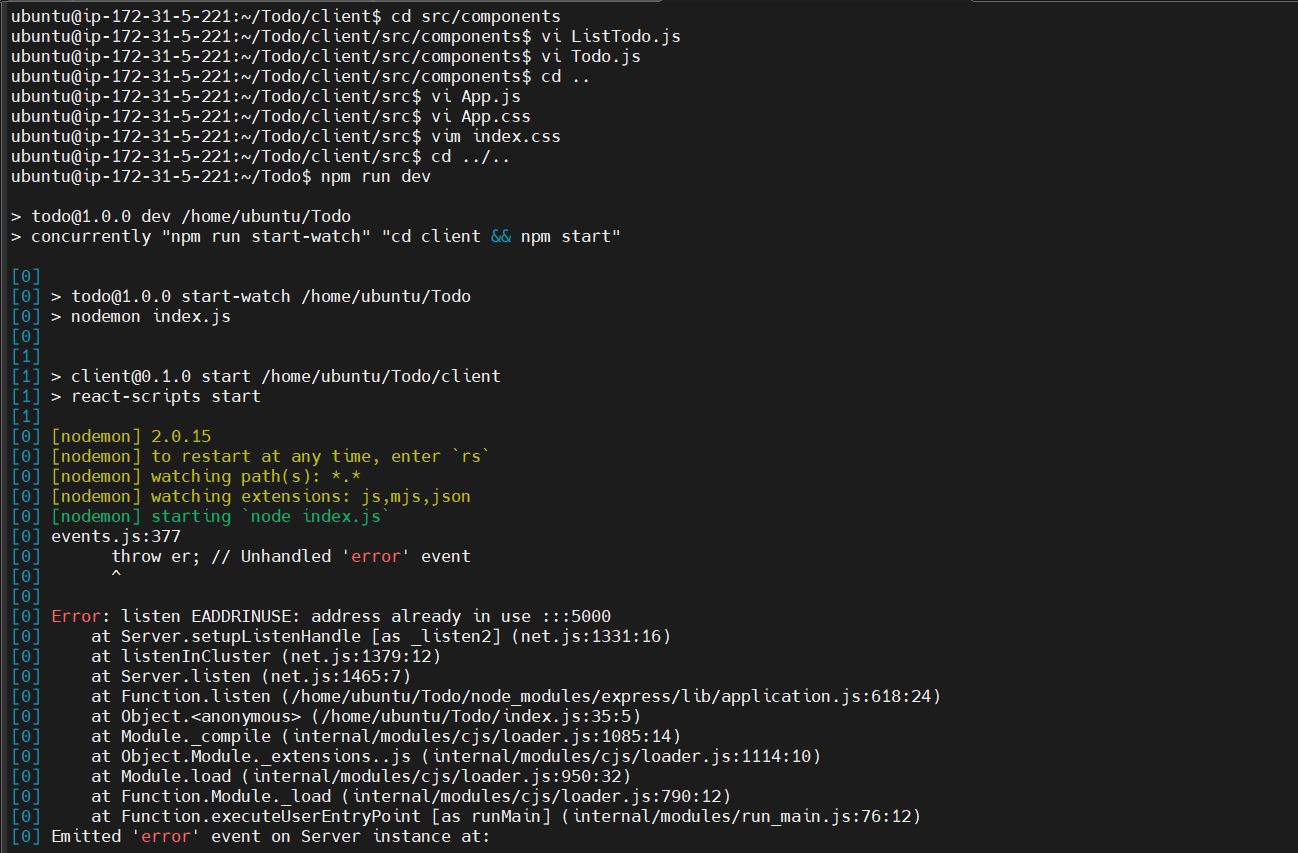 ubuntu@ip-172-31-5-221:~/Todo/client$ cd src/components
ubuntu@ip-172-31-5-221:~/Todo/client/src/components$ vi ListTodo.js
ubuntu@ip-172-31-5-221:~/Todo/client/src/components$ vi Todo.js
ubuntu@ip-172-31-5-221:~/Todo/client/src/components$ cd ..
ubuntu@ip-172-31-5-221:~/Todo/client/src$ vi App.js
ubuntu@ip-172-31-5-221:~/Todo/client/src$ vi App.css
ubuntu@ip-172-31-5-221:~/Todo/client/src$ vim index.css
ubuntu@ip-172-31-5-221:~/Todo/client/src$ cd ../..
ubuntu@ip-172-31-5-221:~/Todo$ npm run dev
> todo@1.0.0 dev /home/ubuntu/Todo
> concurrently "npm run start-watch" "cd client && npm start"
[0]
[0] > todo@1.0.0 start-watch /home/ubuntu/Todo
[0] > nodemon index.js
[0]
[1]
[1] > client@0.1.0 start /home/ubuntu/Todo/client
[1] > react-scripts start
[1]
[0] [nodemon] 2.0.15
[0] [nodemon] to restart at any time, enter `rs`
[0] [nodemon] watching path(s): *.*
[0] [nodemon] watching extensions: js,mjs,json
[0] [nodemon] starting `node index.js`
[0] events.js:377
[0]       throw er; // Unhandled 'error' event
[0]       ^
[0]
[0] Error: listen EADDRINUSE: address already in use :::5000
[0]     at Server.setupListenHandle [as _listen2] (net.js:1331:16)
[0]     at listenInCluster (net.js:1379:12)
[0]     at Server.listen (net.js:1465:7)
[0]     at Function.listen (/home/ubuntu/Todo/node_modules/express/lib/application.js:618:24)
[0]     at Object.<anonymous> (/home/ubuntu/Todo/index.js:35:5)
[0]     at Module._compile (internal/modules/cjs/loader.js:1085:14)
[0]     at Object.Module._extensions..js (internal/modules/cjs/loader.js:1114:10)
[0]     at Module.load (internal/modules/cjs/loader.js:950:32)
[0]     at Function.Module._load (internal/modules/cjs/loader.js:790:12)
[0]     at Function.executeUserEntryPoint [as runMain] (internal/modules/run_main.js:76:12)
[0] Emitted 'error' event on Server instance at: